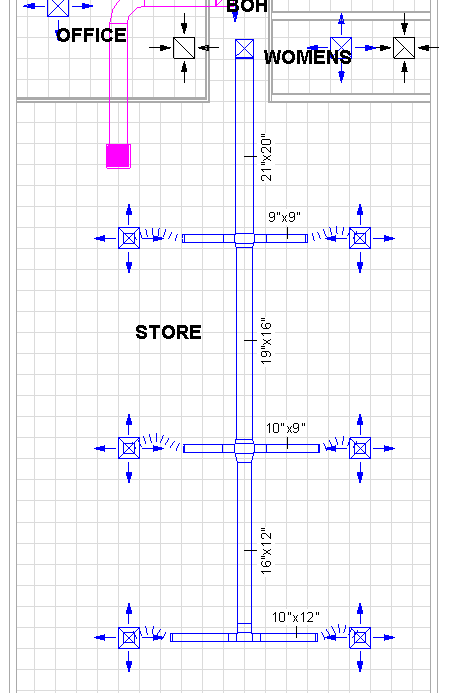 BOH
OFFICE
WOMENS
21"x20"
9"x9"
STORE
19"x16"
10"x9"
16"x12"
10"x12"